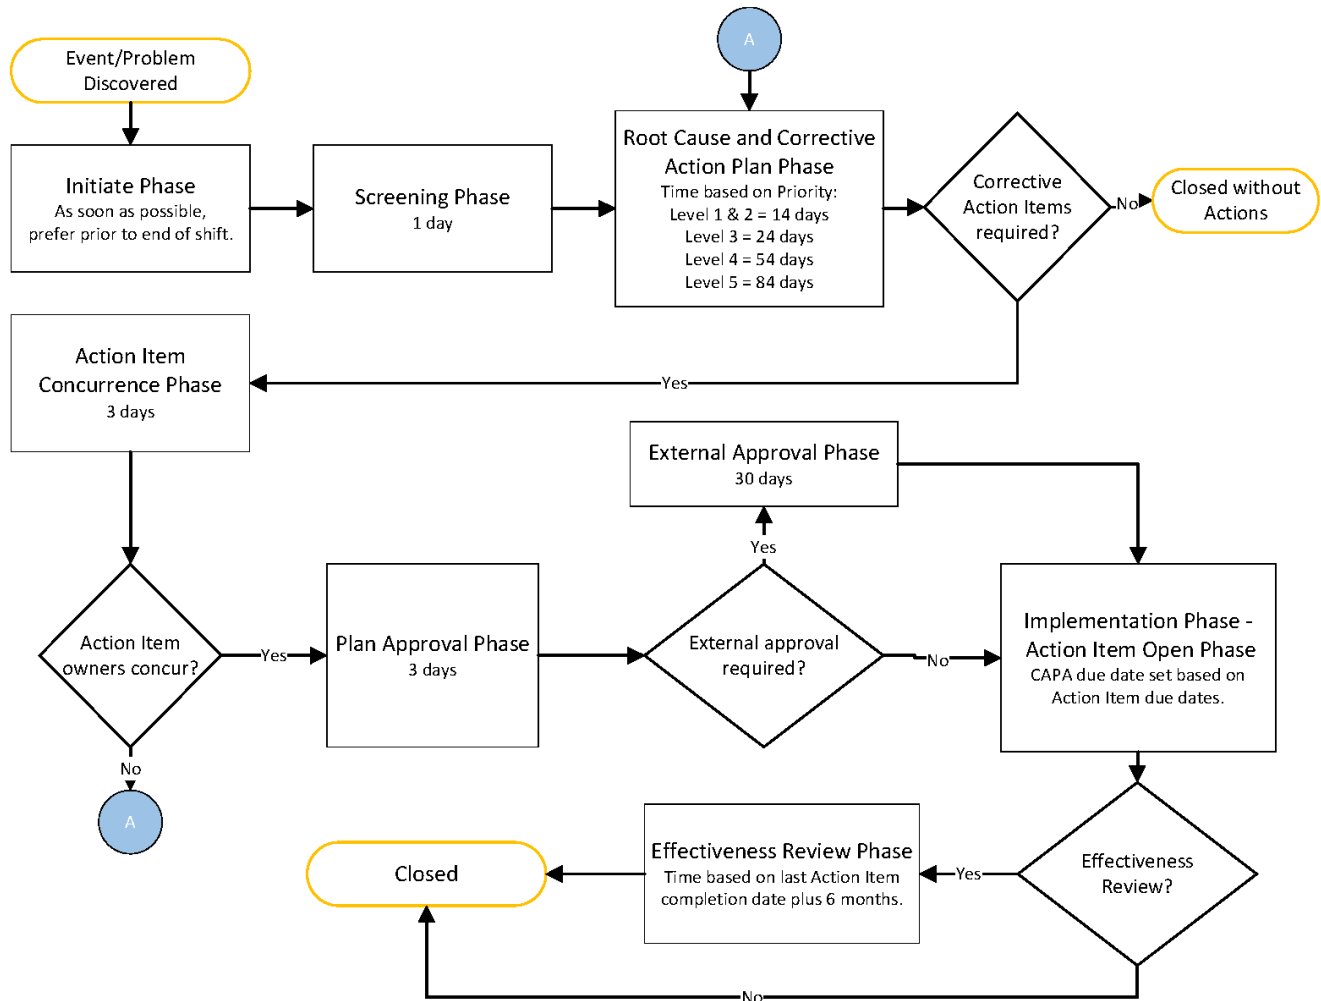 Event/Problem
Discovered
A
Initiate Phase
As soon as possible,
prefer prior to end of shift.
Screening Phase
1 day
Root Cause and Corrective
Action Plan Phase
Time based on Priority:
Level 1 & 2 = 14 days
Level 3 = 24 days
Level 4 = 54 days
Level 5 = 84 days
Corrective
Action Items
required?
No
Closed without
Actions
Yes
Action Item
Concurrence Phase
3 days
External Approval Phase
30 days
Yes
Action Item
owners concur?
Yes
Plan Approval Phase
3 days
External approval
required?
No
Implementation Phase -
Action Item Open Phase
CAPA due date set based on
Action Item due dates.
No
A
Closed
Effectiveness Review Phase
Time based on last Action Item
completion date plus 6 months.
Yes
Effectiveness
Review?
No